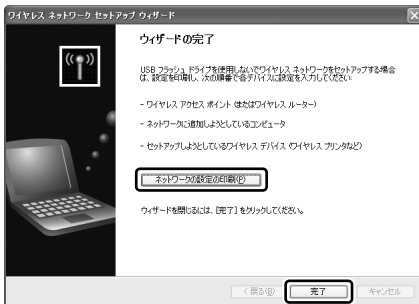 ワイヤレス ネットワーク セットアップ ウィザード
ウィザードの完了
USB フラッシュ ドライブを使用しないでワイヤレス ネットワークをセットアップする場合
は、設定を印刷し、次の順番で各デバイスに設定を入力してください:
- ワイヤレス アクセス ポイント (またはワイヤレス ルーター)
- ネットワークに追加しようとしているコンピュータ
- セットアップしようとしているワイヤレス デバイス (ワイヤレス プリンタなど)
ネットワークの設定の印刷(P)
ウィザードを閉じるには、[完了] をクリックしてください。
< 戻る(B)
完了
キャンセル